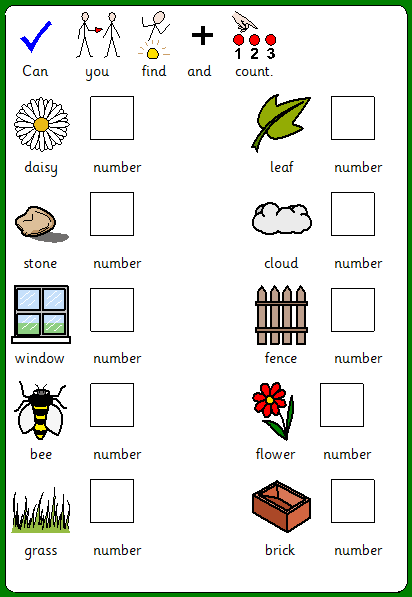 1 2 3
Can you find and count.
daisy number leaf number
stone number cloud number
window number fence number
bee number flower number
grass number brick number